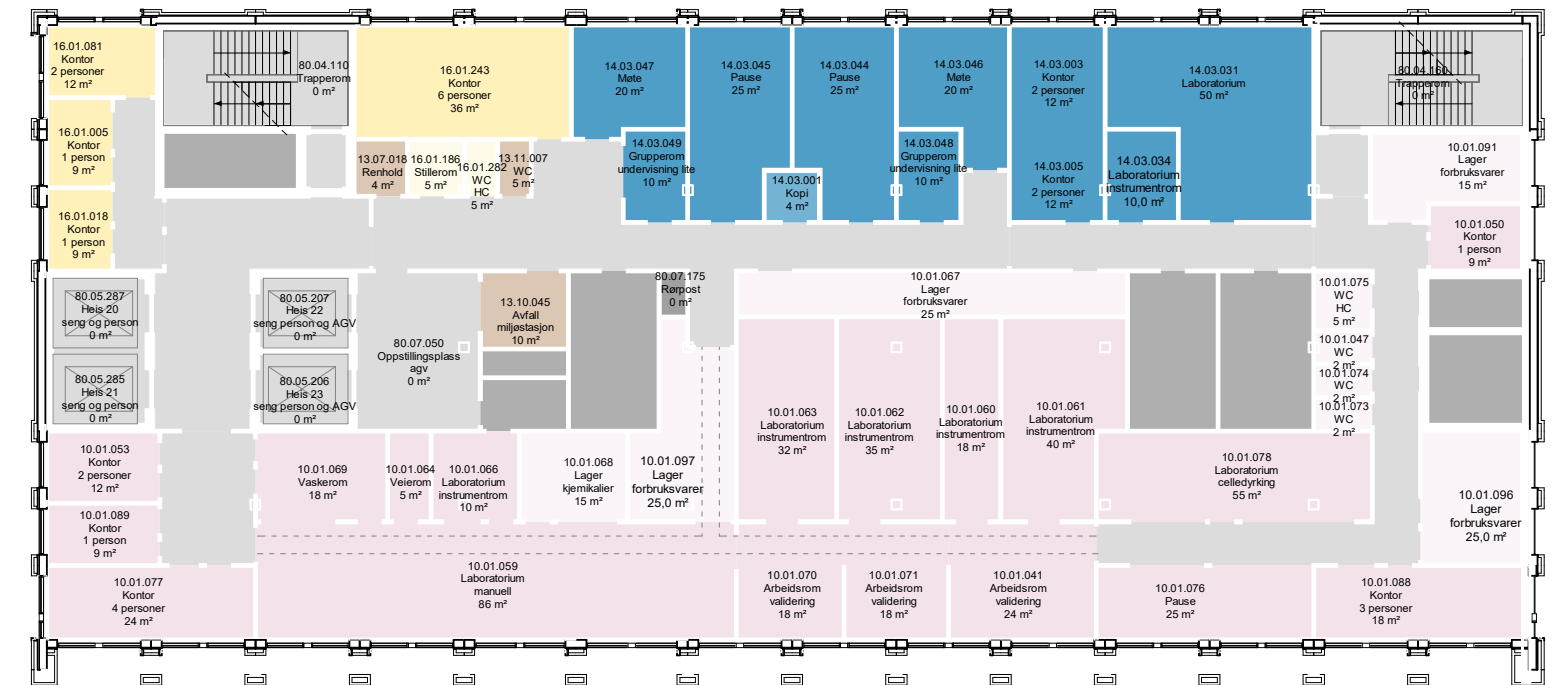 16.01.081
Kontor
2 personer
12 m²
80.04.110
Trapperom
0 m²
16.01.243
Kontor
6 personer
36 m²
14.03.047
Møte
20 m²
14.03.045
Pause
25 m²
14.03.044
Pause
25 m²
14.03.046
Møte
20 m²
14.03.003
Kontor
2 personer
12 m²
14.03.031
Laboratorium
50 m²
80.04.160
Trapperom
0 m²
16.01.005
Kontor
1 person
9 m²
13.07.018
Renhold
4 m²
16.01.186
Stillerom
5 m²
16.01.282
WC
HC
5 m²
13.11.007
WC
5 m²
14.03.049
Grupperom
undervisning lite
10 m²
14.03.001
Kopi
4 m²
14.03.048
Grupperom
undervisning lite
10 m²
14.03.005
Kontor
2 personer
12 m²
14.03.034
Laboratorium
instrumentrom
10,0 m²
10.01.091
Lager
forbruksvarer
15 m²
16.01.018
Kontor
1 person
9 m²
10.01.050
Kontor
1 person
9 m²
80.05.287
Heis 20
seng og person
0 m²
80.05.207
Heis 22
seng person og AGV
0 m²
13.10.045
Avfall
miljøstasjon
10 m²
80.07.175
Rørpost
0 m²
10.01.067
Lager
forbruksvarer
25 m²
10.01.075
WC
HC
5 m²
80.07.050
Oppstillingsplass
agv
0 m²
10.01.047
WC
2 m²
10.01.074
WC
2 m²
10.01.073
WC
2 m²
80.05.285
Heis 21
seng og person
0 m²
80.05.206
Heis 23
seng person og AGV
0 m²
10.01.063
Laboratorium
instrumentrom
32 m²
10.01.062
Laboratorium
instrumentrom
35 m²
10.01.060
Laboratorium
instrumentrom
18 m²
10.01.061
Laboratorium
instrumentrom
40 m²
10.01.053
Kontor
2 personer
12 m²
10.01.069
Vaskerom
18 m²
10.01.064
Veierom
5 m²
10.01.066
Laboratorium
instrumentrom
10 m²
10.01.068
Lager
kjemikalier
15 m²
10.01.097
Lager
forbruksvarer
25,0 m²
10.01.078
Laboratorium
celledyrking
55 m²
10.01.096
Lager
forbruksvarer
25,0 m²
10.01.089
Kontor
1 person
9 m²
10.01.077
Kontor
4 personer
24 m²
10.01.059
Laboratorium
manuell
86 m²
10.01.070
Arbeidsrom
validering
18 m²
10.01.071
Arbeidsrom
validering
18 m²
10.01.041
Arbeidsrom
validering
24 m²
10.01.076
Pause
25 m²
10.01.088
Kontor
3 personer
18 m²